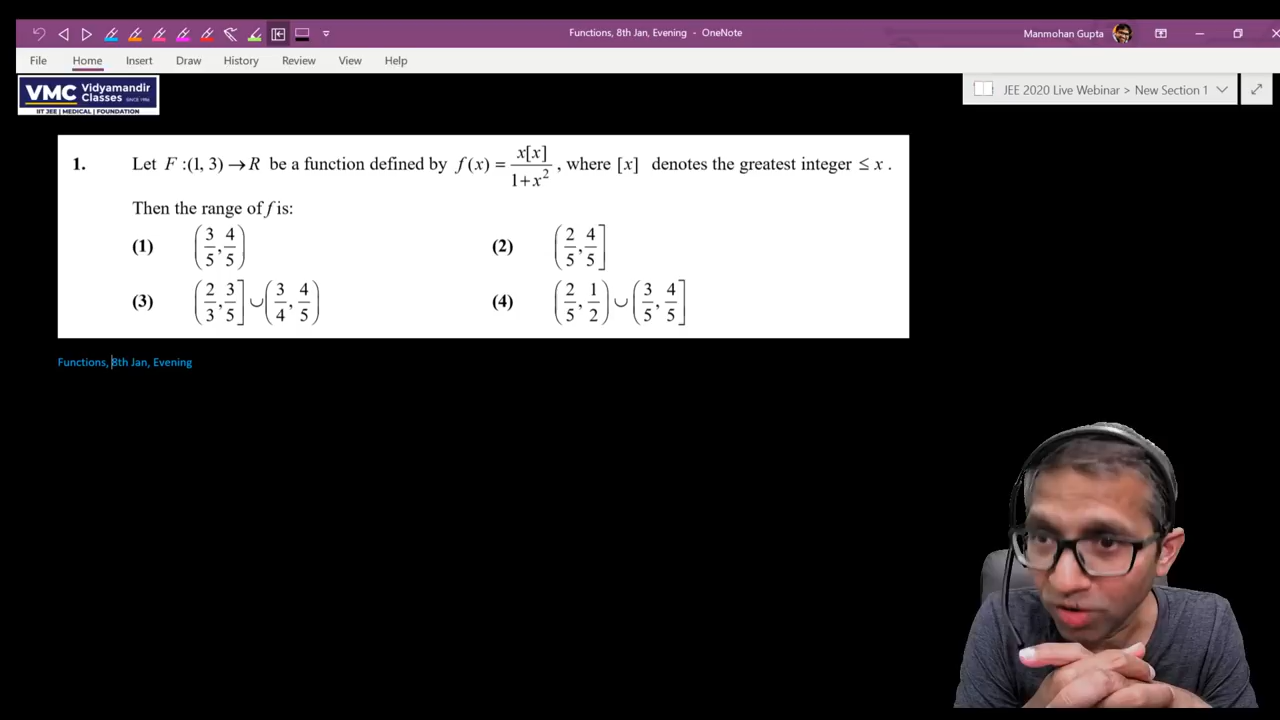 Functions, 8th Jan, Evening - OneNote
Manmohan Gupta
File Home Insert Draw History Review View Help
VMC Vidyamandir Classes SINCE 1986
IIT JEE | MEDICAL | FOUNDATION
JEE 2020 Live Webinar > New Section 1
1. Let F :(1, 3) → R be a function defined by f(x) = x[x]/(1+x²), where [x] denotes the greatest integer ≤ x .
Then the range of f is:
(1) (3/5, 4/5) (2) (2/5, 4/5]
(3) (2/3, 3/5] ∪ (3/4, 4/5) (4) (2/5, 1/2) ∪ (3/5, 4/5]
Functions, 8th Jan, Evening